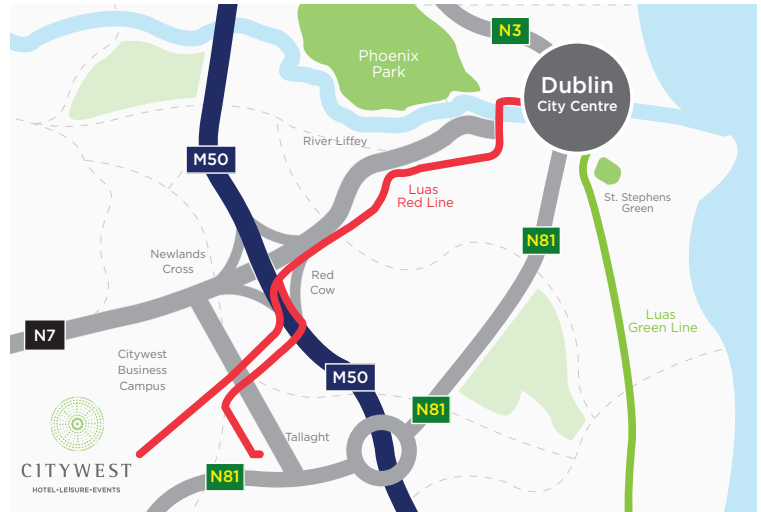 N3
Phoenix
Park
Dublin
City Centre
River Liffey
M50
Luas
Red Line
St. Stephens
Green
N81
Newlands
Cross
Red
Cow
Luas
Green Line
N7
Citywest
Business
Campus
M50
N81
Tallaght
CITYWEST
HOTEL•LEISURE•EVENTS
N81